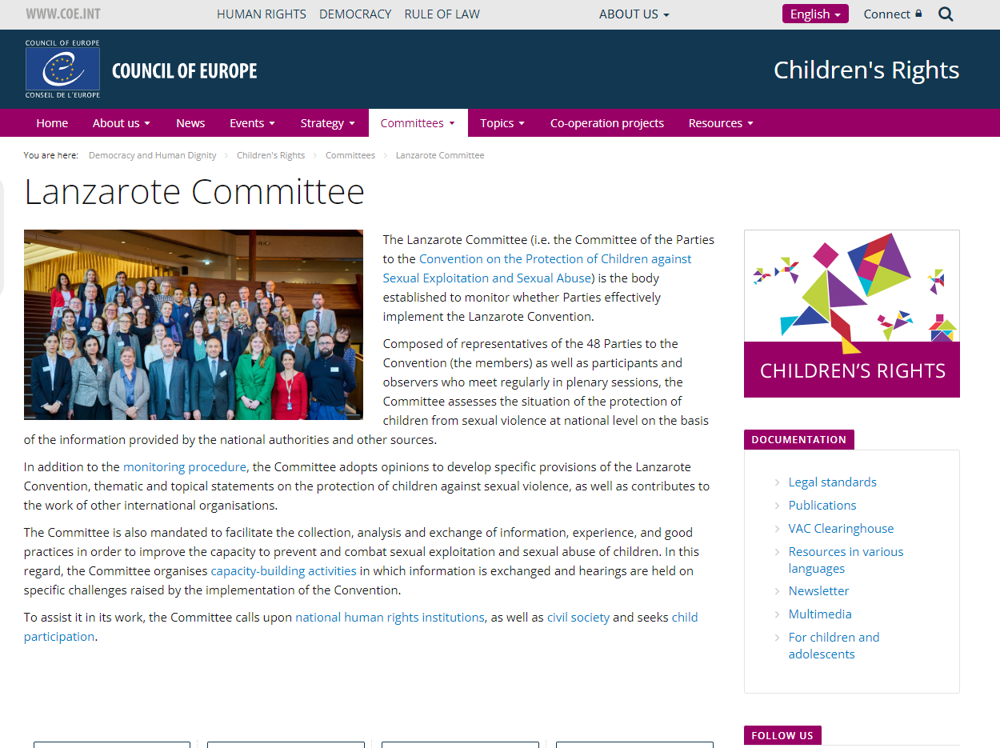 WWW.COE.INT
HUMAN RIGHTS DEMOCRACY RULE OF LAW
ABOUT US
English
Connect
COUNCIL OF EUROPE
CONSEIL DE L'EUROPE
COUNCIL OF EUROPE
Children's Rights
Home About us News Events Strategy Committees Topics Co-operation projects Resources
You are here: Democracy and Human Dignity Children's Rights Committees Lanzarote Committee
Lanzarote Committee
The Lanzarote Committee (i.e. the Committee of the Parties
to the Convention on the Protection of Children against
Sexual Exploitation and Sexual Abuse) is the body
established to monitor whether Parties effectively
implement the Lanzarote Convention.
Composed of representatives of the 48 Parties to the
Convention (the members) as well as participants and
observers who meet regularly in plenary sessions, the
Committee assesses the situation of the protection of
children from sexual violence at national level on the basis
of the information provided by the national authorities and other sources.
In addition to the monitoring procedure, the Committee adopts opinions to develop specific provisions of the Lanzarote
Convention, thematic and topical statements on the protection of children against sexual violence, as well as contributes to
the work of other international organisations.
The Committee is also mandated to facilitate the collection, analysis and exchange of information, experience, and good
practices in order to improve the capacity to prevent and combat sexual exploitation and sexual abuse of children. In this
regard, the Committee organises capacity-building activities in which information is exchanged and hearings are held on
specific challenges raised by the implementation of the Convention.
To assist it in its work, the Committee calls upon national human rights institutions, as well as civil society and seeks child
participation.
CHILDREN'S RIGHTS
DOCUMENTATION
Legal standards
Publications
VAC Clearinghouse
Resources in various
languages
Newsletter
Multimedia
For children and
adolescents
FOLLOW US